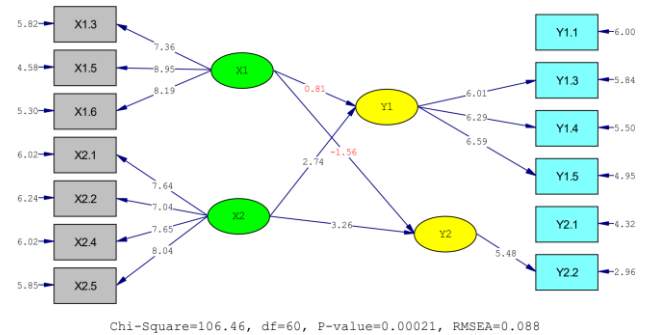 5.82 X1.3 Y1.1 6.00
7.36
4.58 X1.5 X1 8.95 0.81 Y1.3 5.84
6.01
5.30 X1.6 8.19 Y1 6.29 Y1.4 5.50
6.59
6.02 X2.1 2.74 -1.56 Y1.5 4.95
7.64
6.24 X2.2 7.04 X2 3.26 Y2.1 4.32
6.02 X2.4 7.65 Y2 5.48
8.04
5.85 X2.5 Y2.2 2.96
Chi-Square=106.46, df=60, P-value=0.00021, RMSEA=0.088